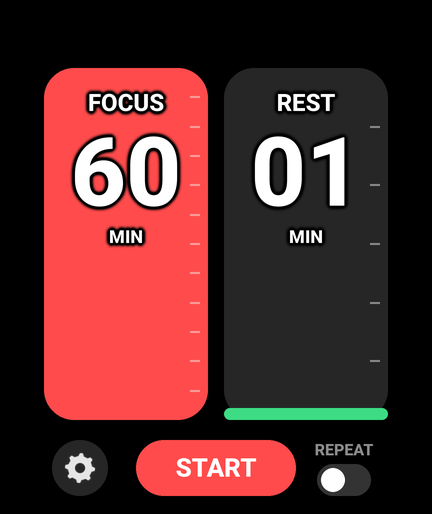 FOCUS
60
MIN
REST
01
MIN
START
REPEAT